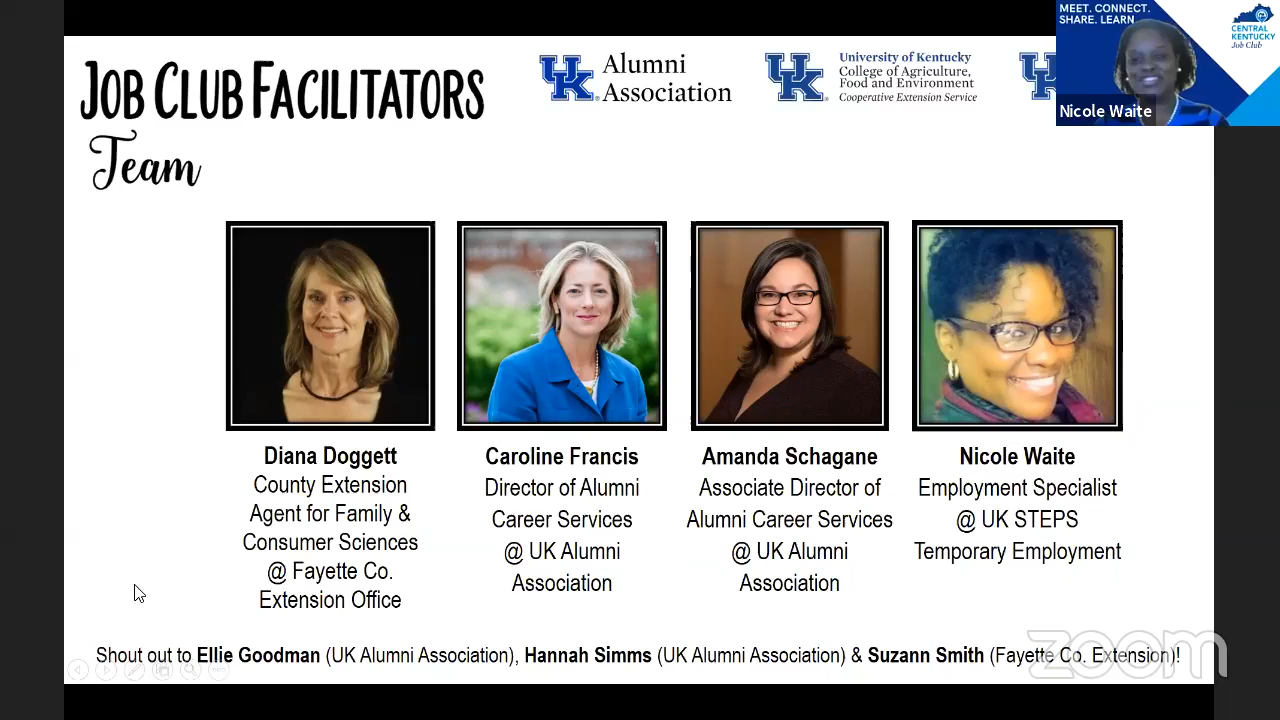 MEET. CONNECT.
SHARE. LEARN
CENTRAL
KENTUCKY
Job Club
Nicole Waite
JOB CLUB FACILITATORS
Team
UK Alumni
Association
UK University of Kentucky
College of Agriculture,
Food and Environment
Cooperative Extension Service
Diana Doggett
County Extension
Agent for Family &
Consumer Sciences
@ Fayette Co.
Extension Office
Caroline Francis
Director of Alumni
Career Services
@ UK Alumni
Association
Amanda Schagane
Associate Director of
Alumni Career Services
@ UK Alumni
Association
Nicole Waite
Employment Specialist
@ UK STEPS
Temporary Employment
Shout out to Ellie Goodman (UK Alumni Association), Hannah Simms (UK Alumni Association) & Suzann Smith (Fayette Co. Extension)!
zoom